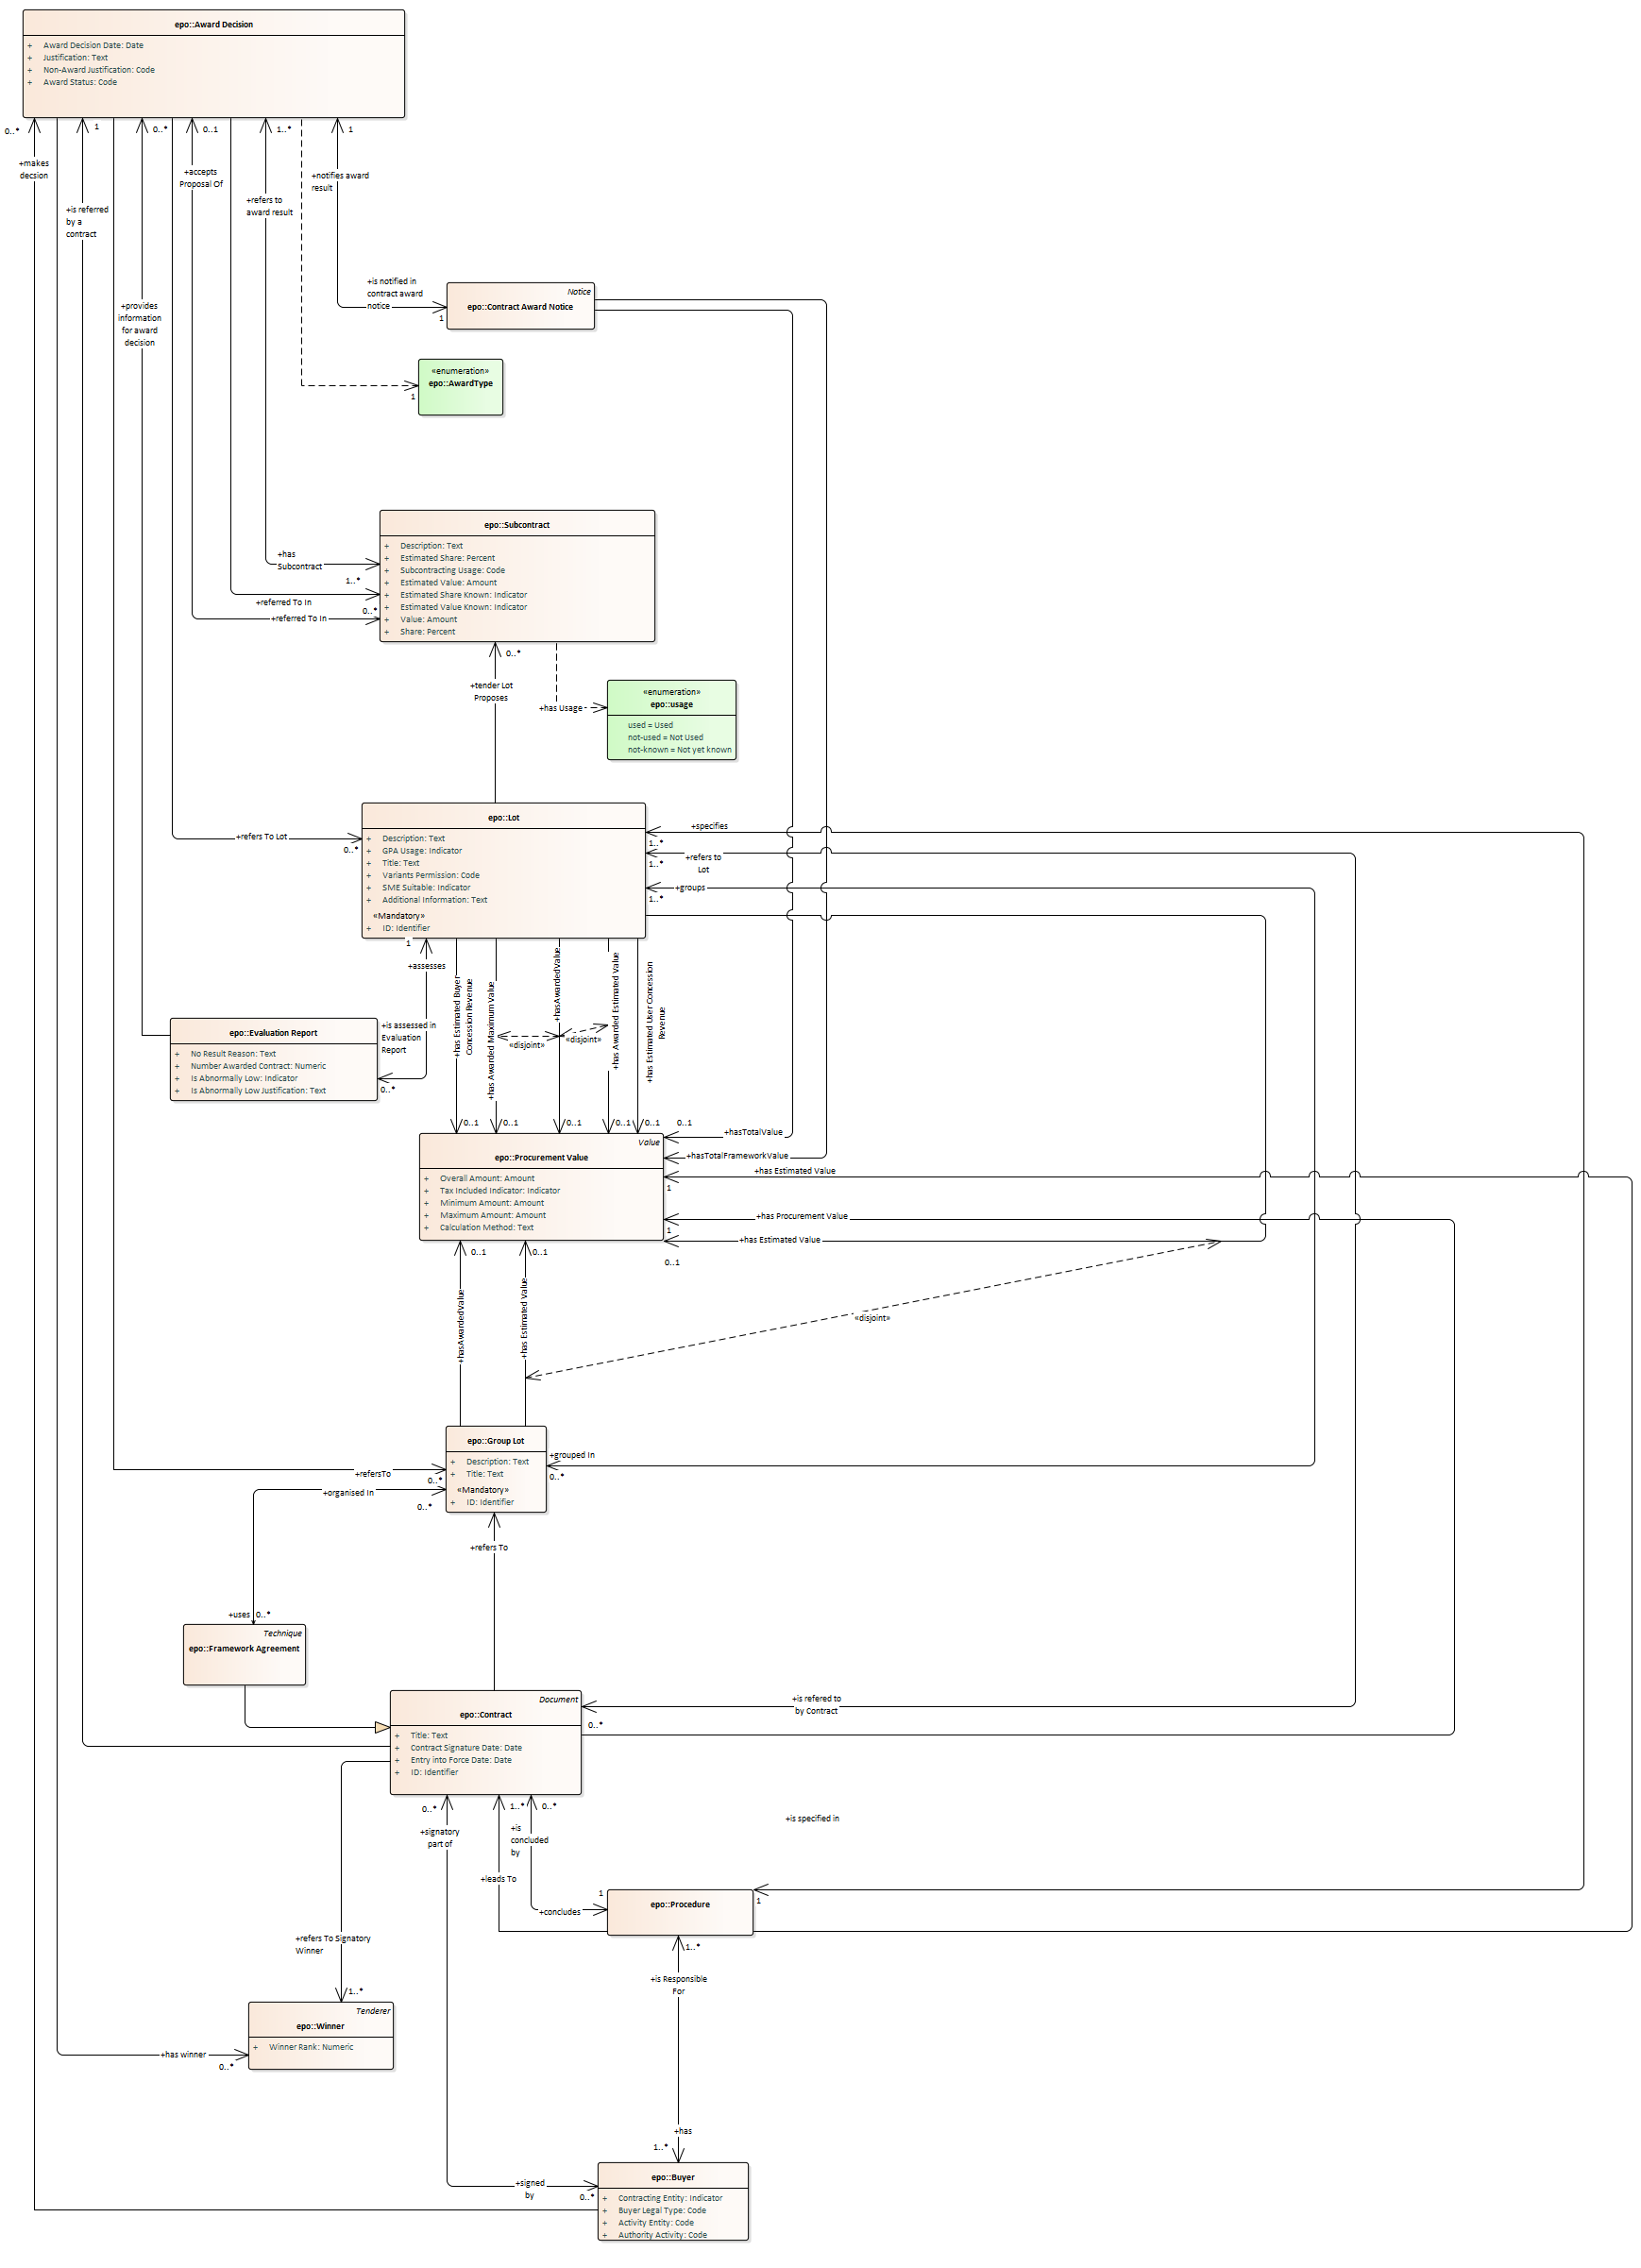 epo::Award Decision
+ Award Decision Date: Date
+ Justification: Text
+ Non-Award Justification: Code
+ Award Status: Code
0..*
1
0..*
0..1
1..*
1
+makes
decsion
+is referred
by a
contract
+provides
information
for award
decision
+accepts
Proposal Of
+refers to
award result
+notifies award
result
+is notified in
contract award
notice
1
Notice
epo::Contract Award Notice
«enumeration»
epo::AwardType
1
epo::Subcontract
+ Description: Text
+ Estimated Share: Percent
+ Subcontracting Usage: Code
+ Estimated Value: Amount
+ Estimated Share Known: Indicator
+ Estimated Value Known: Indicator
+ Value: Amount
+ Share: Percent
+has
Subcontract
1..*
+referred To In
0..*
+referred To In
0..*
+tender Lot
Proposes
+has Usage
«enumeration»
epo::usage
used = Used
not-used = Not Used
not-known = Not yet known
epo::Lot
+ Description: Text
+ GPA Usage: Indicator
+ Title: Text
+ Variants Permission: Code
+ SME Suitable: Indicator
+ Additional Information: Text
«Mandatory»
+ ID: Identifier
+refers To Lot
0..*
+specifies
1..*
+refers to
Lot
1..*
+groups
1..*
1
+assesses
+is assessed in
Evaluation
Report
0..*
epo::Evaluation Report
+ No Result Reason: Text
+ Number Awarded Contract: Numeric
+ Is Abnormally Low: Indicator
+ Is Abnormally Low Justification: Text
+has Estimated Buyer
Concession Revenue
+has Awarded Maximum Value
+hasAwardedValue
+has Awarded Estimated Value
+has Estimated User Concession
Revenue
«disjoint»
«disjoint»
0..1
0..1
0..1
0..1
0..1
0..1
+hasTotalValue
+hasTotalFrameworkValue
+has Estimated Value
1
+has Procurement Value
1
+has Estimated Value
0..1
Value
epo::Procurement Value
+ Overall Amount: Amount
+ Tax Included Indicator: Indicator
+ Minimum Amount: Amount
+ Maximum Amount: Amount
+ Calculation Method: Text
0..1
0..1
+hasAwardedValue
+has Estimated Value
«disjoint»
epo::Group Lot
+ Description: Text
+ Title: Text
«Mandatory»
+ ID: Identifier
+grouped In
0..*
+refersTo
0..*
+organised In
0..*
+refers To
+uses
0..*
Technique
epo::Framework Agreement
Document
epo::Contract
+ Title: Text
+ Contract Signature Date: Date
+ Entry into Force Date: Date
+ ID: Identifier
+is refered to
by Contract
0..*
0..*
1..*
0..*
+signatory
part of
+is
concluded
by
+is specified in
+leads To
+concludes
1
1
epo::Procedure
+refers To Signatory
Winner
1..*
1..*
+is Responsible
For
Tenderer
epo::Winner
+ Winner Rank: Numeric
+has winner
0..*
+has
1..*
+signed
by
0..*
epo::Buyer
+ Contracting Entity: Indicator
+ Buyer Legal Type: Code
+ Activity Entity: Code
+ Authority Activity: Code